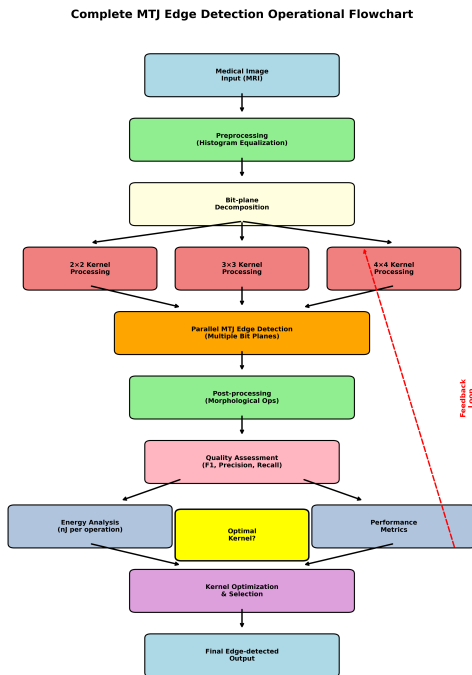 Complete MTJ Edge Detection Operational Flowchart
Medical Image
Input (MRI)
Preprocessing
(Histogram Equalization)
Bit-plane
Decomposition
2×2 Kernel
Processing
3×3 Kernel
Processing
4×4 Kernel
Processing
Parallel MTJ Edge Detection
(Multiple Bit Planes)
Post-processing
(Morphological Ops)
Feedback
Loop
Quality Assessment
(F1, Precision, Recall)
Energy Analysis
(nJ per operation)
Optimal
Kernel?
Performance
Metrics
Kernel Optimization
& Selection
Final Edge-detected
Output